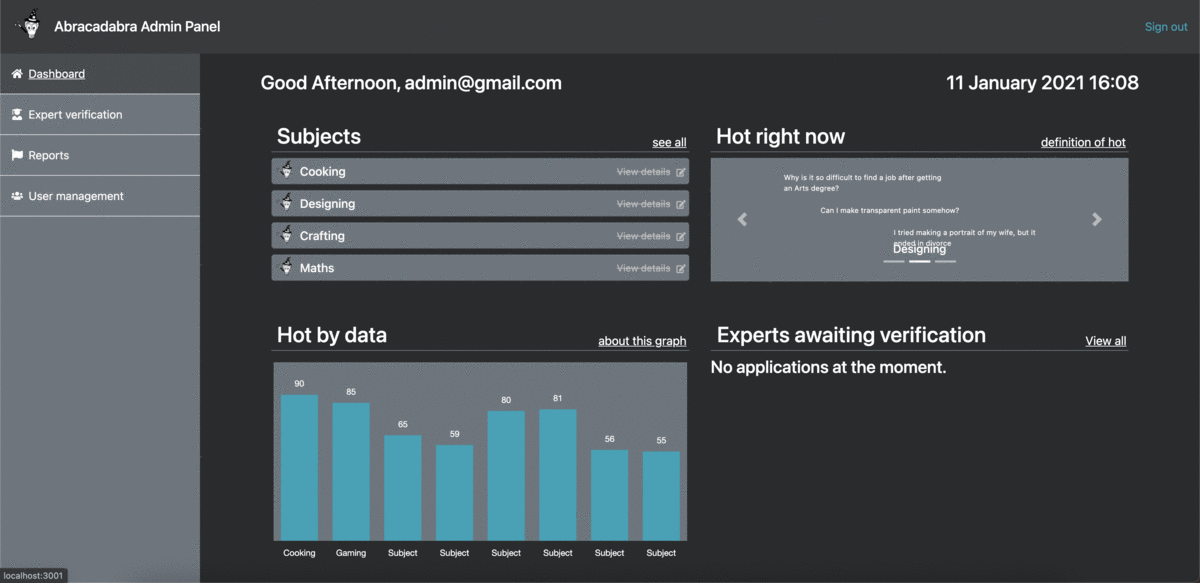 Abracadabra Admin Panel
Sign out
Dashboard
Expert verification
Reports
User management
Good Afternoon, admin@gmail.com
11 January 2021 16:08
Subjects
see all
Cooking
View details
Designing
View details
Crafting
View details
Maths
View details
Hot right now
definition of hot
Why is it so difficult to find a job after getting
an Arts degree?
Can I make transparent paint somehow?
I tried making a portrait of my wife, but it
ended in divorce
Designing
Hot by data
about this graph
90
85
65
59
80
81
56
55
Cooking
Gaming
Subject
Subject
Subject
Subject
Subject
Subject
Experts awaiting verification
View all
No applications at the moment.
localhost:3001